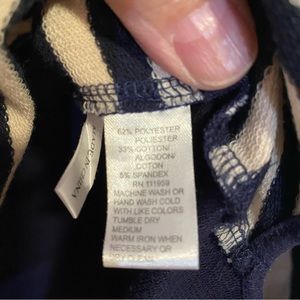 62% POLYESTER
POLIESTER
33% COTTON/
ALGODON/
COTON
5% SPANDEX
RN 111959
MACHINE WASH OR
HAND WASH COLD
WITH LIKE COLORS
TUMBLE DRY
MEDIUM
WARM IRON WHEN
NECESSARY OR